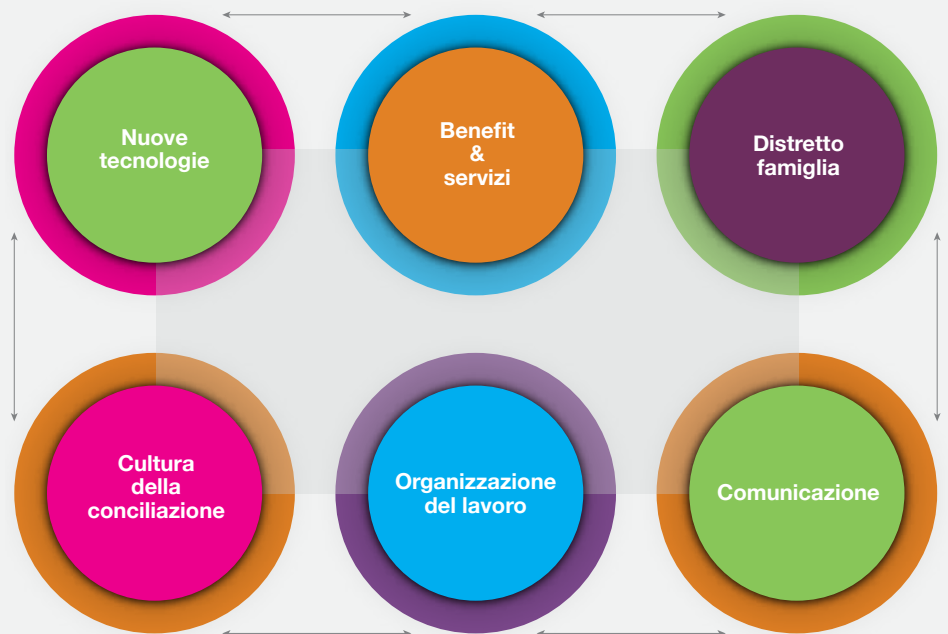 Nuove
tecnologie
Benefit
&
servizi
Distretto
famiglia
Cultura
della
conciliazione
Organizzazione
del lavoro
Comunicazione